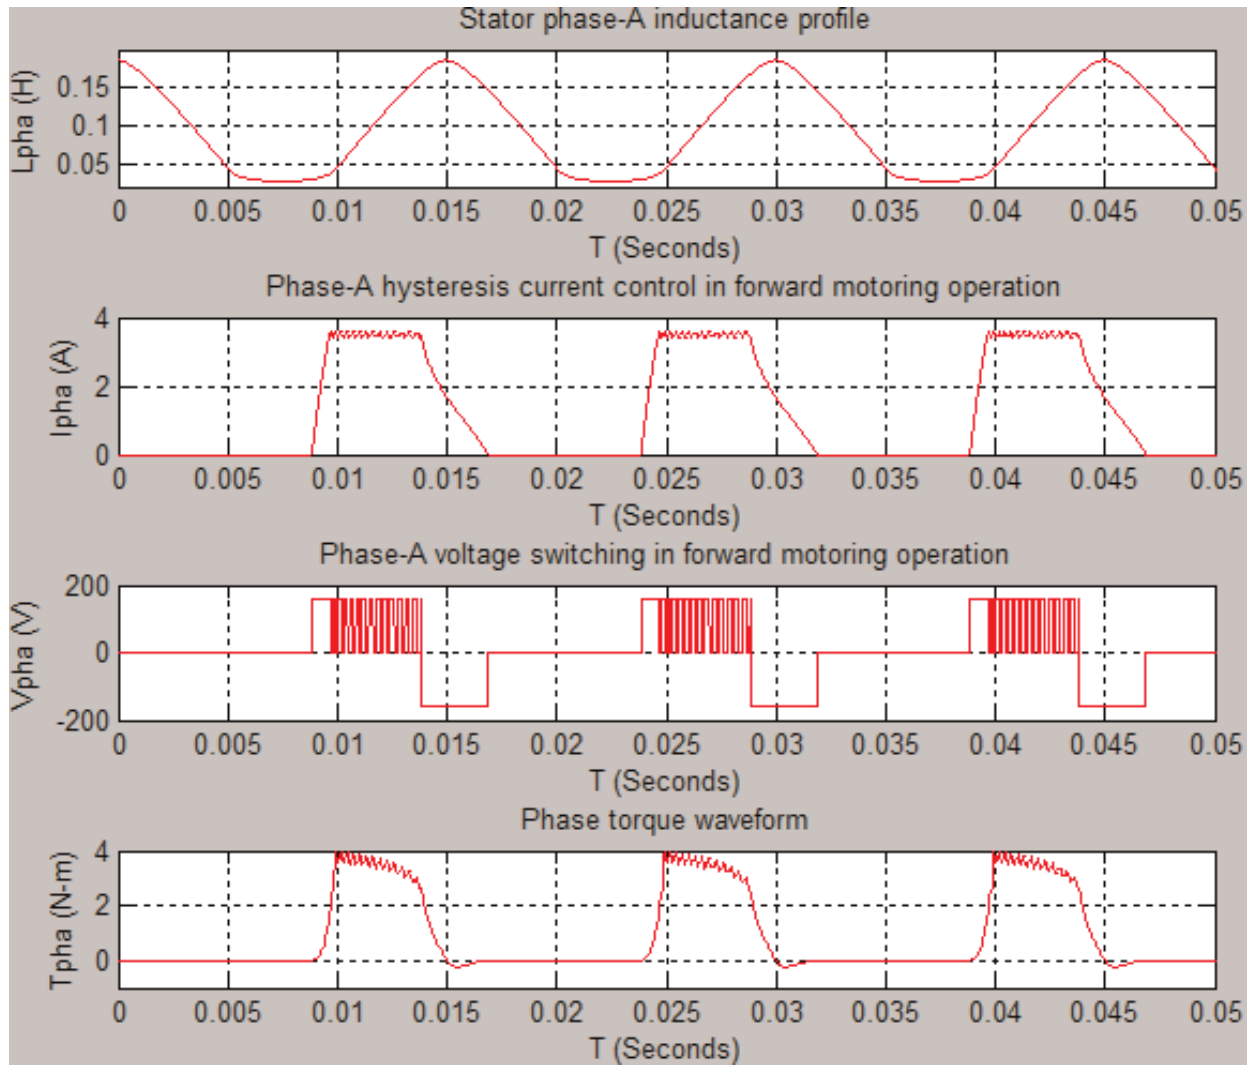 Stator phase-A inductance profile
Lpha (H)
0.15
0.1
0.05
0 0.005 0.01 0.015 0.02 0.025 0.03 0.035 0.04 0.045 0.05
T (Seconds)
Phase-A hysteresis current control in forward motoring operation
Ipha (A)
4
2
0
0 0.005 0.01 0.015 0.02 0.025 0.03 0.035 0.04 0.045 0.05
T (Seconds)
Phase-A voltage switching in forward motoring operation
Vpha (V)
200
0
-200
0 0.005 0.01 0.015 0.02 0.025 0.03 0.035 0.04 0.045 0.05
T (Seconds)
Phase torque waveform
Tpha (N-m)
4
2
0
0 0.005 0.01 0.015 0.02 0.025 0.03 0.035 0.04 0.045 0.05
T (Seconds)